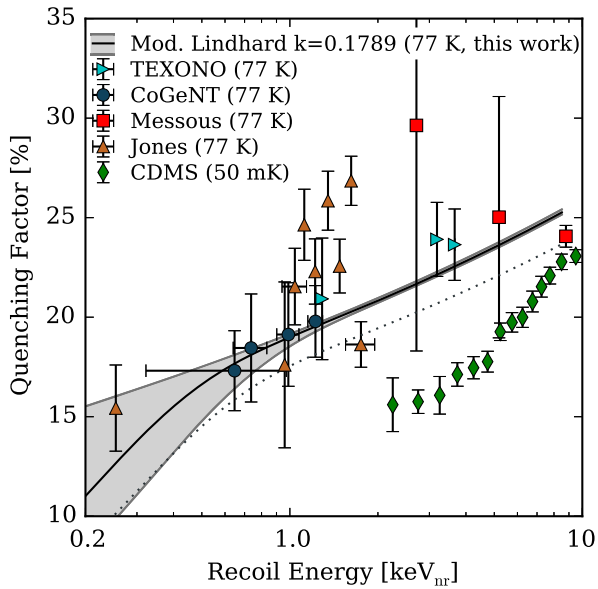 35
30
25
20
15
10
Quenching Factor [%]
Mod. Lindhard k=0.1789 (77 K, this work)
TEXONO (77 K)
CoGeNT (77 K)
Messous (77 K)
Jones (77 K)
CDMS (50 mK)
0.2 1.0 10
Recoil Energy [keVnr]